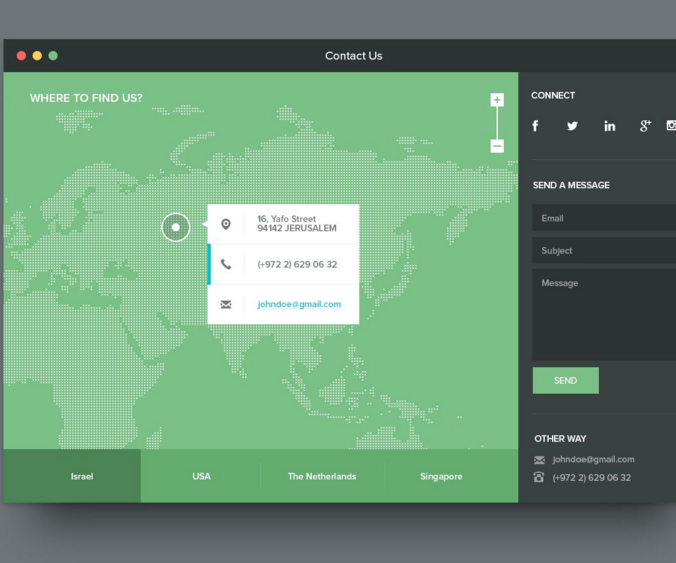 Contact Us
WHERE TO FIND US?
+
−
16, Yafo Street
94142 JERUSALEM
(+972 2) 629 06 32
johndoe@gmail.com
Israel
USA
The Netherlands
Singapore
CONNECT
f
in
g+
SEND A MESSAGE
Email
Subject
Message
SEND
OTHER WAY
johndoe@gmail.com
(+972 2) 629 06 32